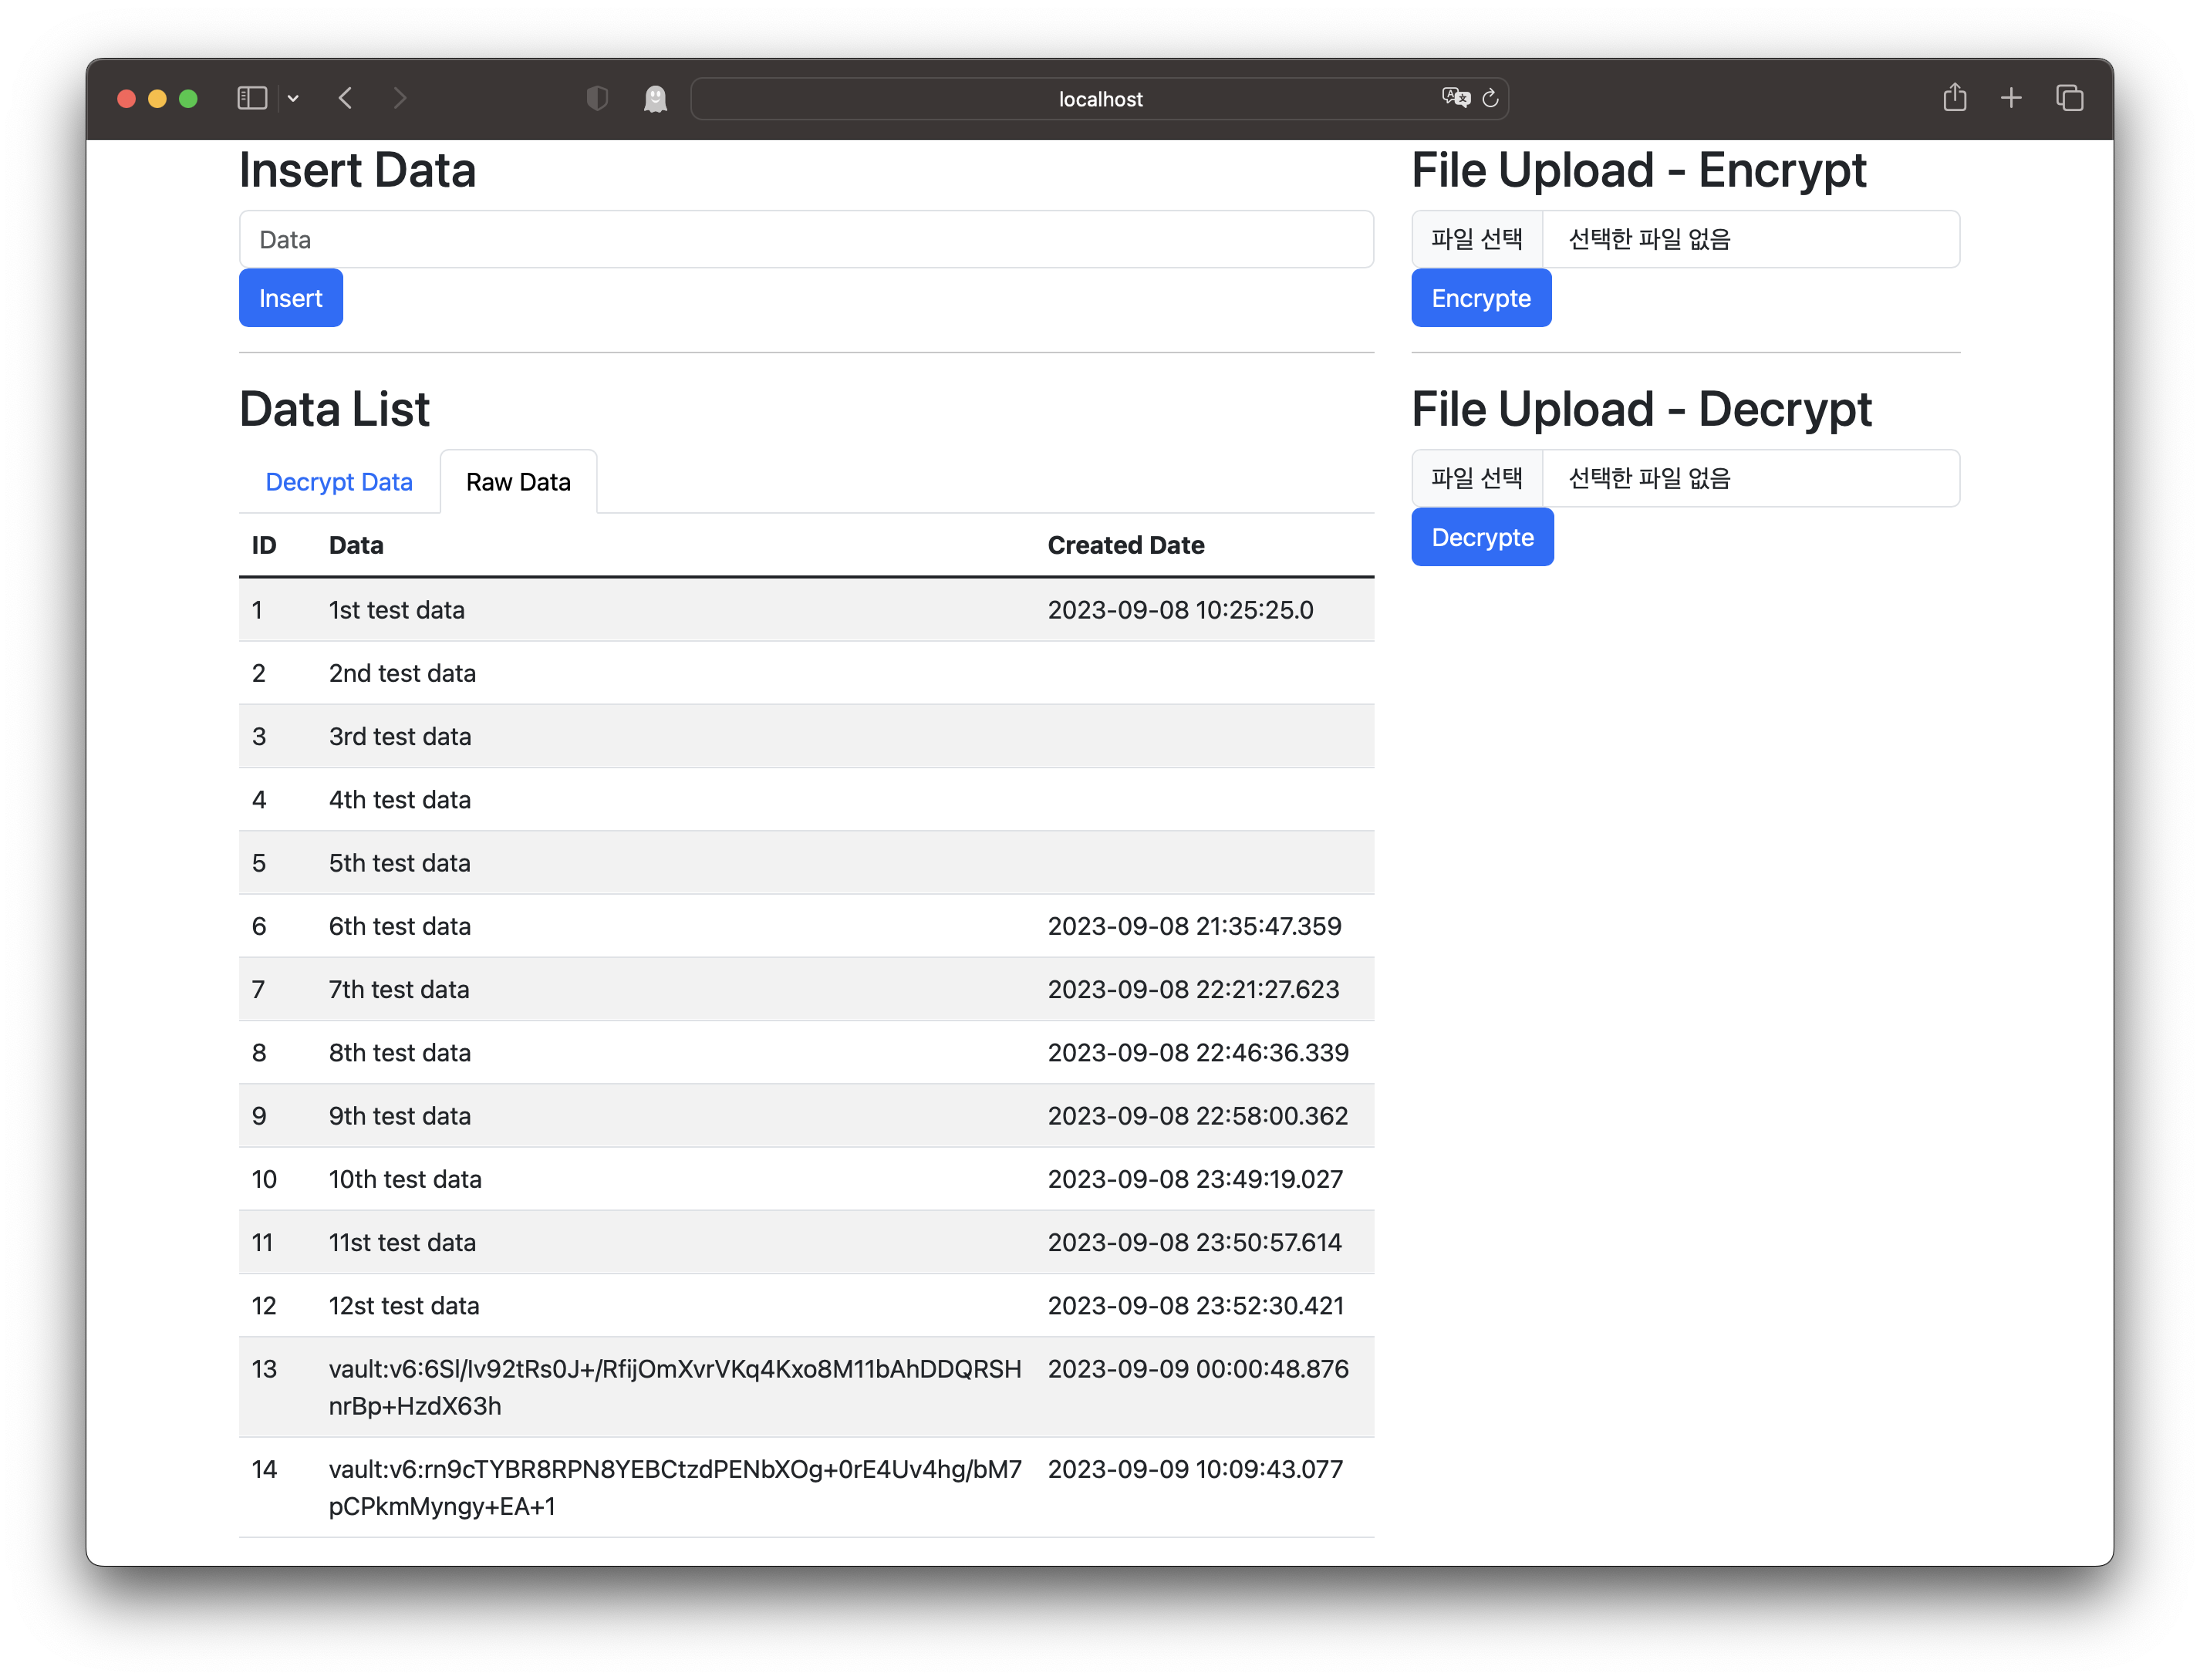 localhost
Insert Data
Data
Insert
Data List
Decrypt Data Raw Data
ID Data Created Date
1 1st test data 2023-09-08 10:25:25.0
2 2nd test data
3 3rd test data
4 4th test data
5 5th test data
6 6th test data 2023-09-08 21:35:47.359
7 7th test data 2023-09-08 22:21:27.623
8 8th test data 2023-09-08 22:46:36.339
9 9th test data 2023-09-08 22:58:00.362
10 10th test data 2023-09-08 23:49:19.027
11 11st test data 2023-09-08 23:50:57.614
12 12st test data 2023-09-08 23:52:30.421
13 vault:v6:6Sl/Iv92tRs0J+/RfijOmXvrVKq4Kxo8M11bAhDDQRSH 2023-09-09 00:00:48.876
nrBp+HzdX63h
14 vault:v6:rn9cTYBR8RPN8YEBCtzdPENbXOg+0rE4Uv4hg/bM7 2023-09-09 10:09:43.077
pCPkmMyngy+EA+1
File Upload - Encrypt
파일 선택 선택한 파일 없음
Encrypte
File Upload - Decrypt
파일 선택 선택한 파일 없음
Decrypte